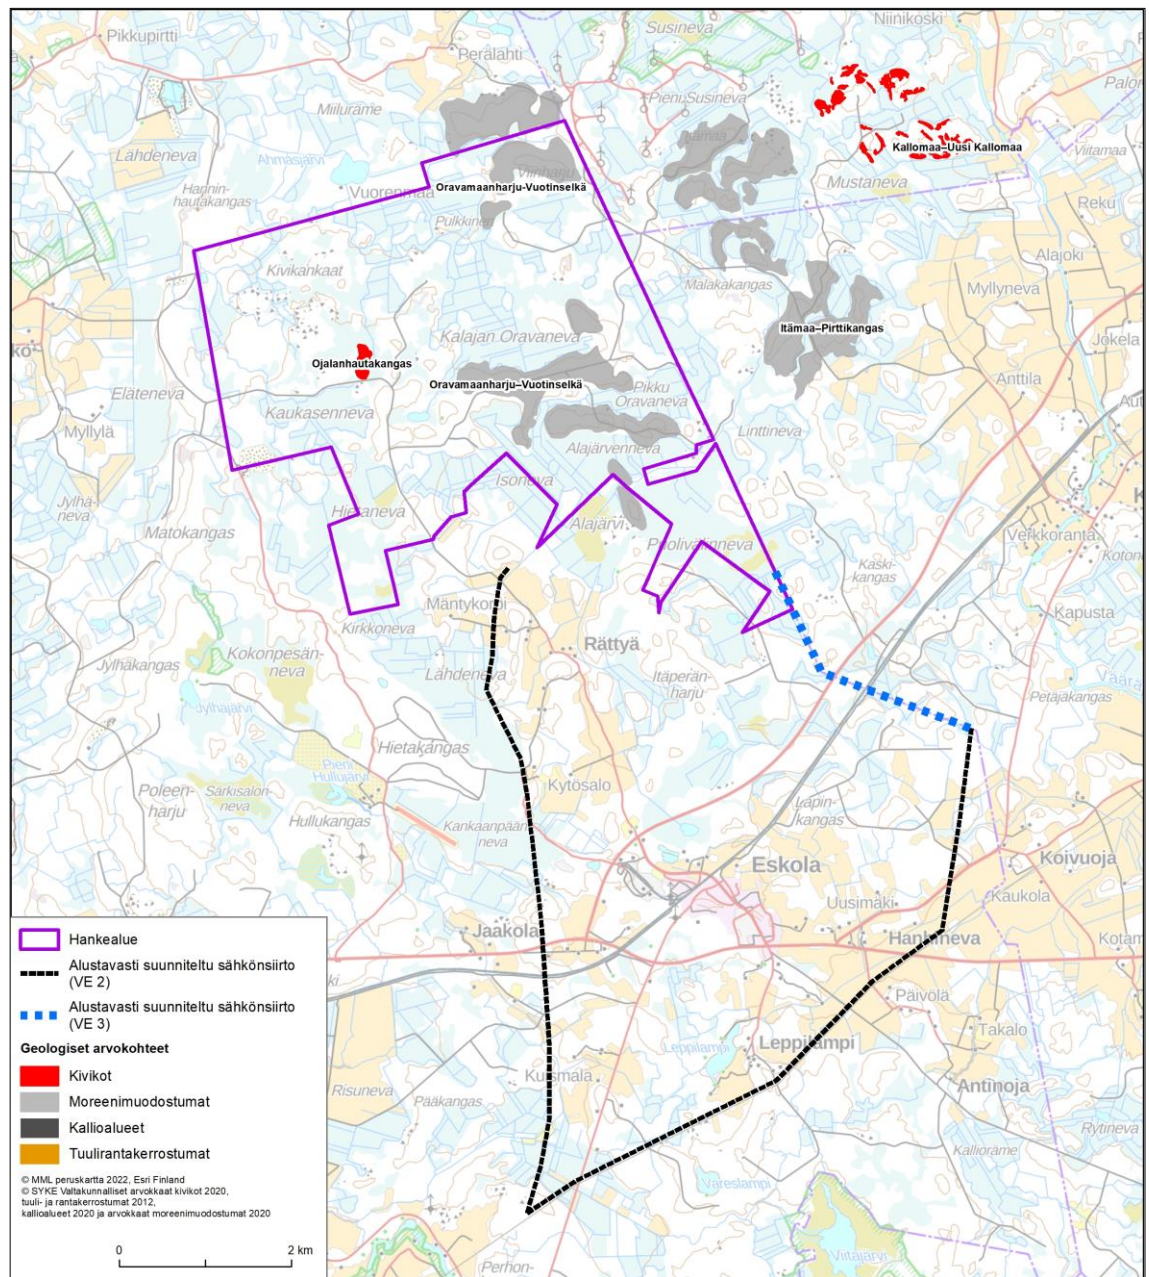 Pikkupirtti
Perälahti
Susineva
Niinikoski
Miiluräme
Pieni Susineva
Lähdeneva
Ahmasjärvi
Kallomaa–Uusi Kallomaa
Viitamaa
Hannin-
hautakangas
Vuorenmaa
Viirinharju
Oravamaanharju-Vuotinselkä
Mustaneva
Reku
Pulkkinen
Alajoki
Kivikankaat
Malakakangas
Myllyneva
Itämaa–Pirttikangas
Kalajan Oravaneva
Jokela
Ojalanhautakangas
Oravamaanharju–Vuotinselkä
Anttila
Eläteneva
Pikku
Oravaneva
Kaukasenneva
Myllylä
Linttineva
Alajärvenneva
Isoneva
Jylhä-
neva
Hietaneva
Matokangas
Alajärvi
Puolivälinneva
Verkkoranta
Kaski-
kangas
Mäntykorpi
Kapusta
Kirkkoneva
Rättyä
Kokonpesän-
neva
Jylhäkangas
Lähdeneva
Itäperän-
harju
Petäjäkangas
Jylhäjärvi
Hietakangas
Pieni
Hullujärvi
Poleen-
harju
Särkisalon-
neva
Kytösalo
Hullukangas
Lapin-
kangas
Kankaanpään-
neva
Eskola
Koivuoja
Kaukola
Uusimäki
Jaakola
Hanhineva
Päivölä
Takalo
Leppilampi
Leppilampi
Kuusmala
Risuneva
Pääkangas
Antinoja
Rytineva
Kallioräme
Vareslampi
Viitajärvi
Perhon-
Hankealue
Alustavasti suunniteltu sähkönsiirto
(VE 2)
Alustavasti suunniteltu sähkönsiirto
(VE 3)
Geologiset arvokohteet
Kivikot
Moreenimuodostumat
Kallioalueet
Tuulirantakerrostumat
© MML peruskartta 2022, Esri Finland
© SYKE Valtakunnalliset arvokkaat kivikot 2020,
tuuli- ja rantakerrostumat 2012,
kallioalueet 2020 ja arvokkaat moreenimuodostumat 2020
0 2 km